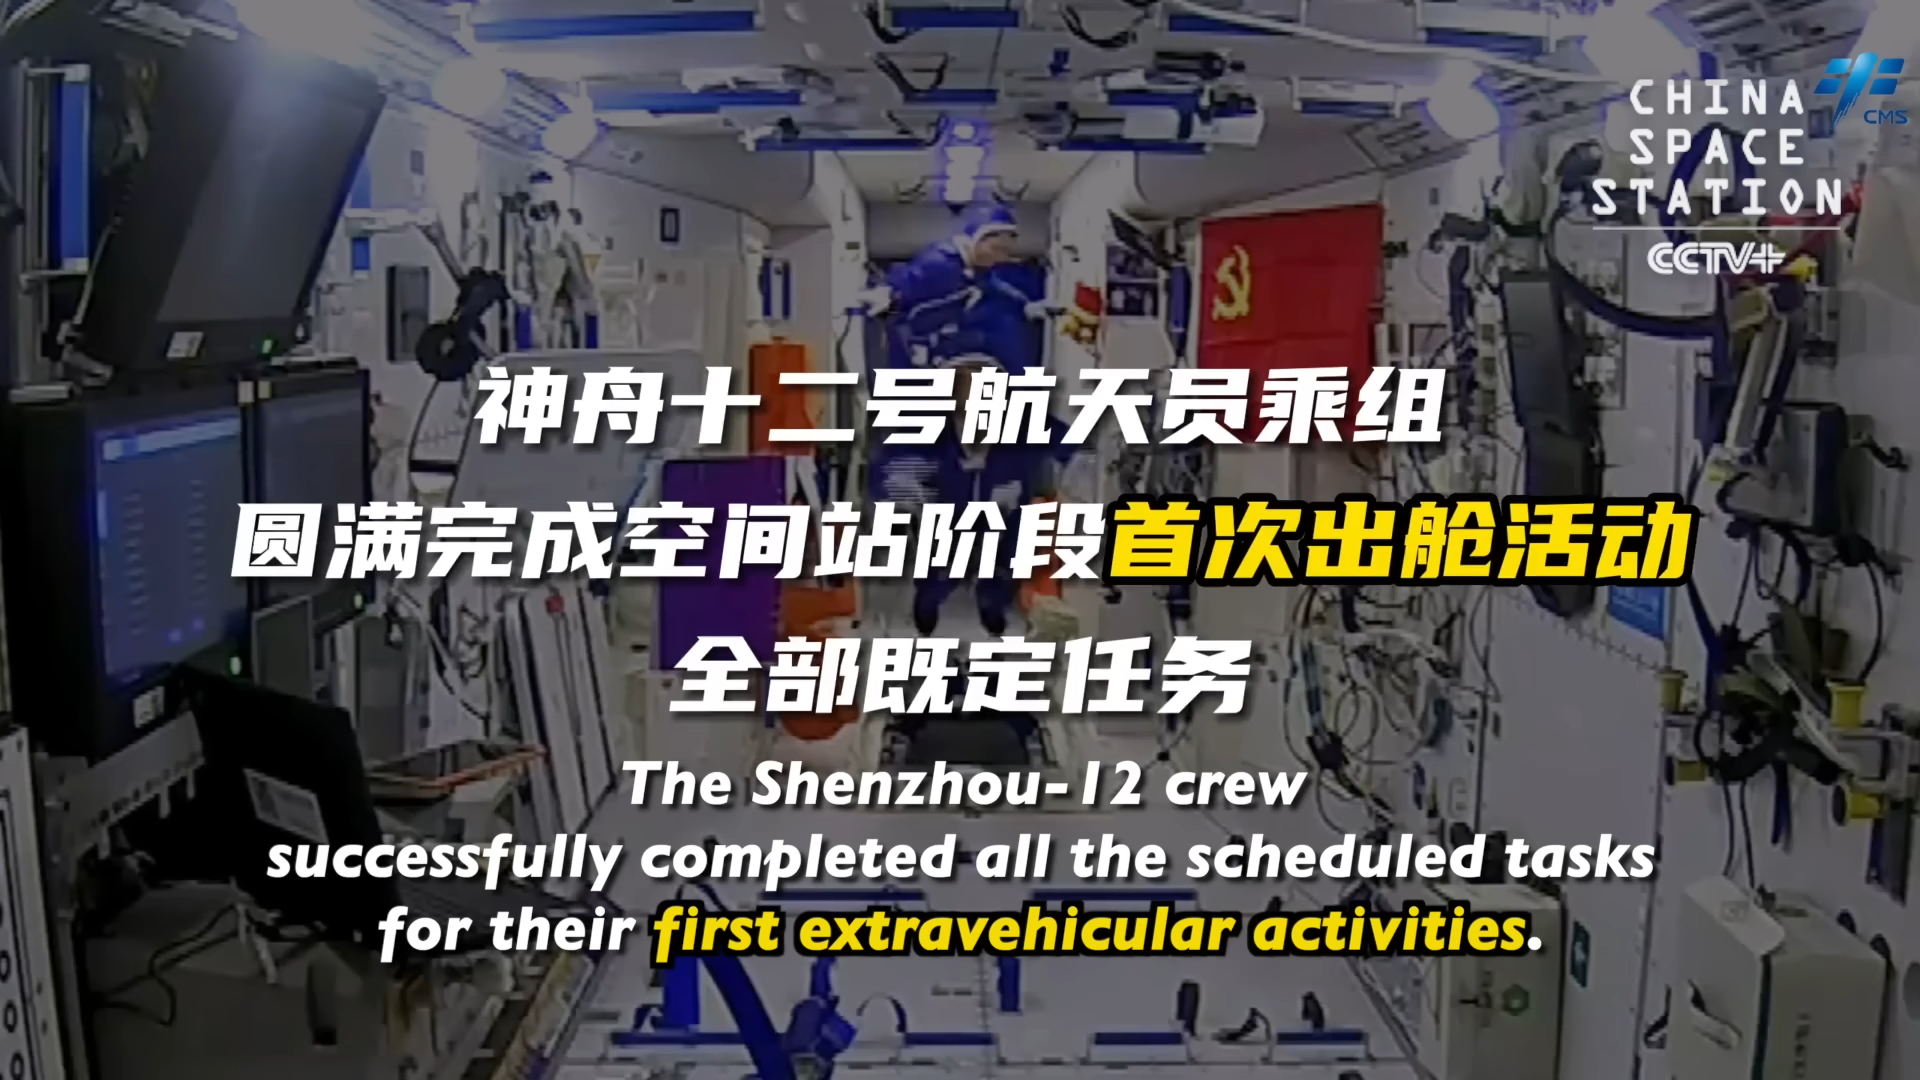 CHINA
SPACE
STATION
CCTV+
CMS
神舟十二号航天员乘组
圆满完成空间站阶段首次出舱活动
全部既定任务
The Shenzhou-12 crew
successfully completed all the scheduled tasks
for their first extravehicular activities.